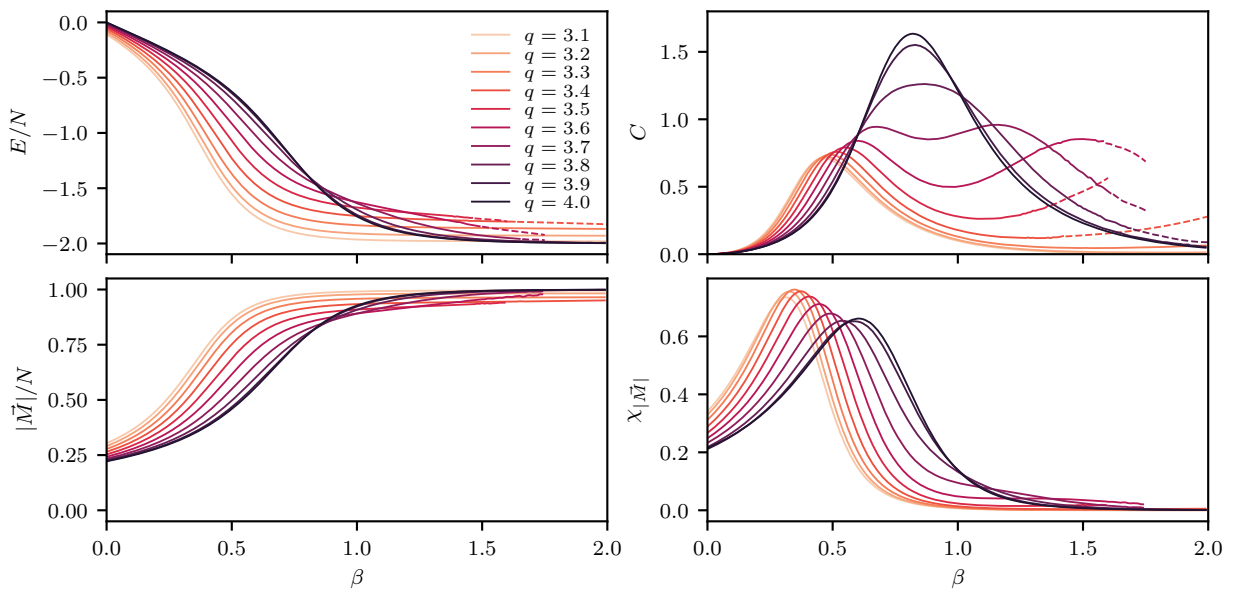 E/N
0.0
−0.5
−1.0
−1.5
−2.0
q = 3.1
q = 3.2
q = 3.3
q = 3.4
q = 3.5
q = 3.6
q = 3.7
q = 3.8
q = 3.9
q = 4.0
C
1.5
1.0
0.5
0.0
|M⃗|/N
1.00
0.75
0.50
0.25
0.00
0.0 0.5 1.0 1.5 2.0
β
χ|M⃗|
0.6
0.4
0.2
0.0
0.0 0.5 1.0 1.5 2.0
β